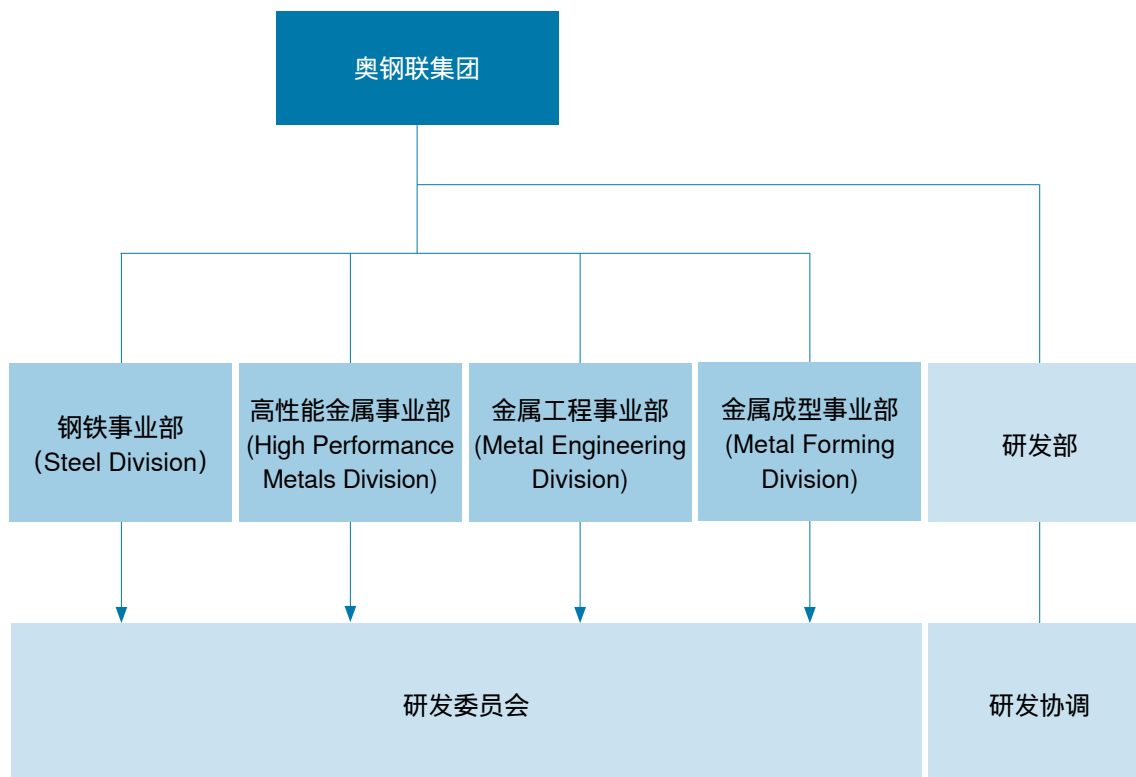 奥钢联集团
钢铁事业部
（Steel Division）
高性能金属事业部
(High Performance
Metals Division)
金属工程事业部
(Metal Engineering
Division)
金属成型事业部
(Metal Forming
Division)
研发部
研发委员会
研发协调